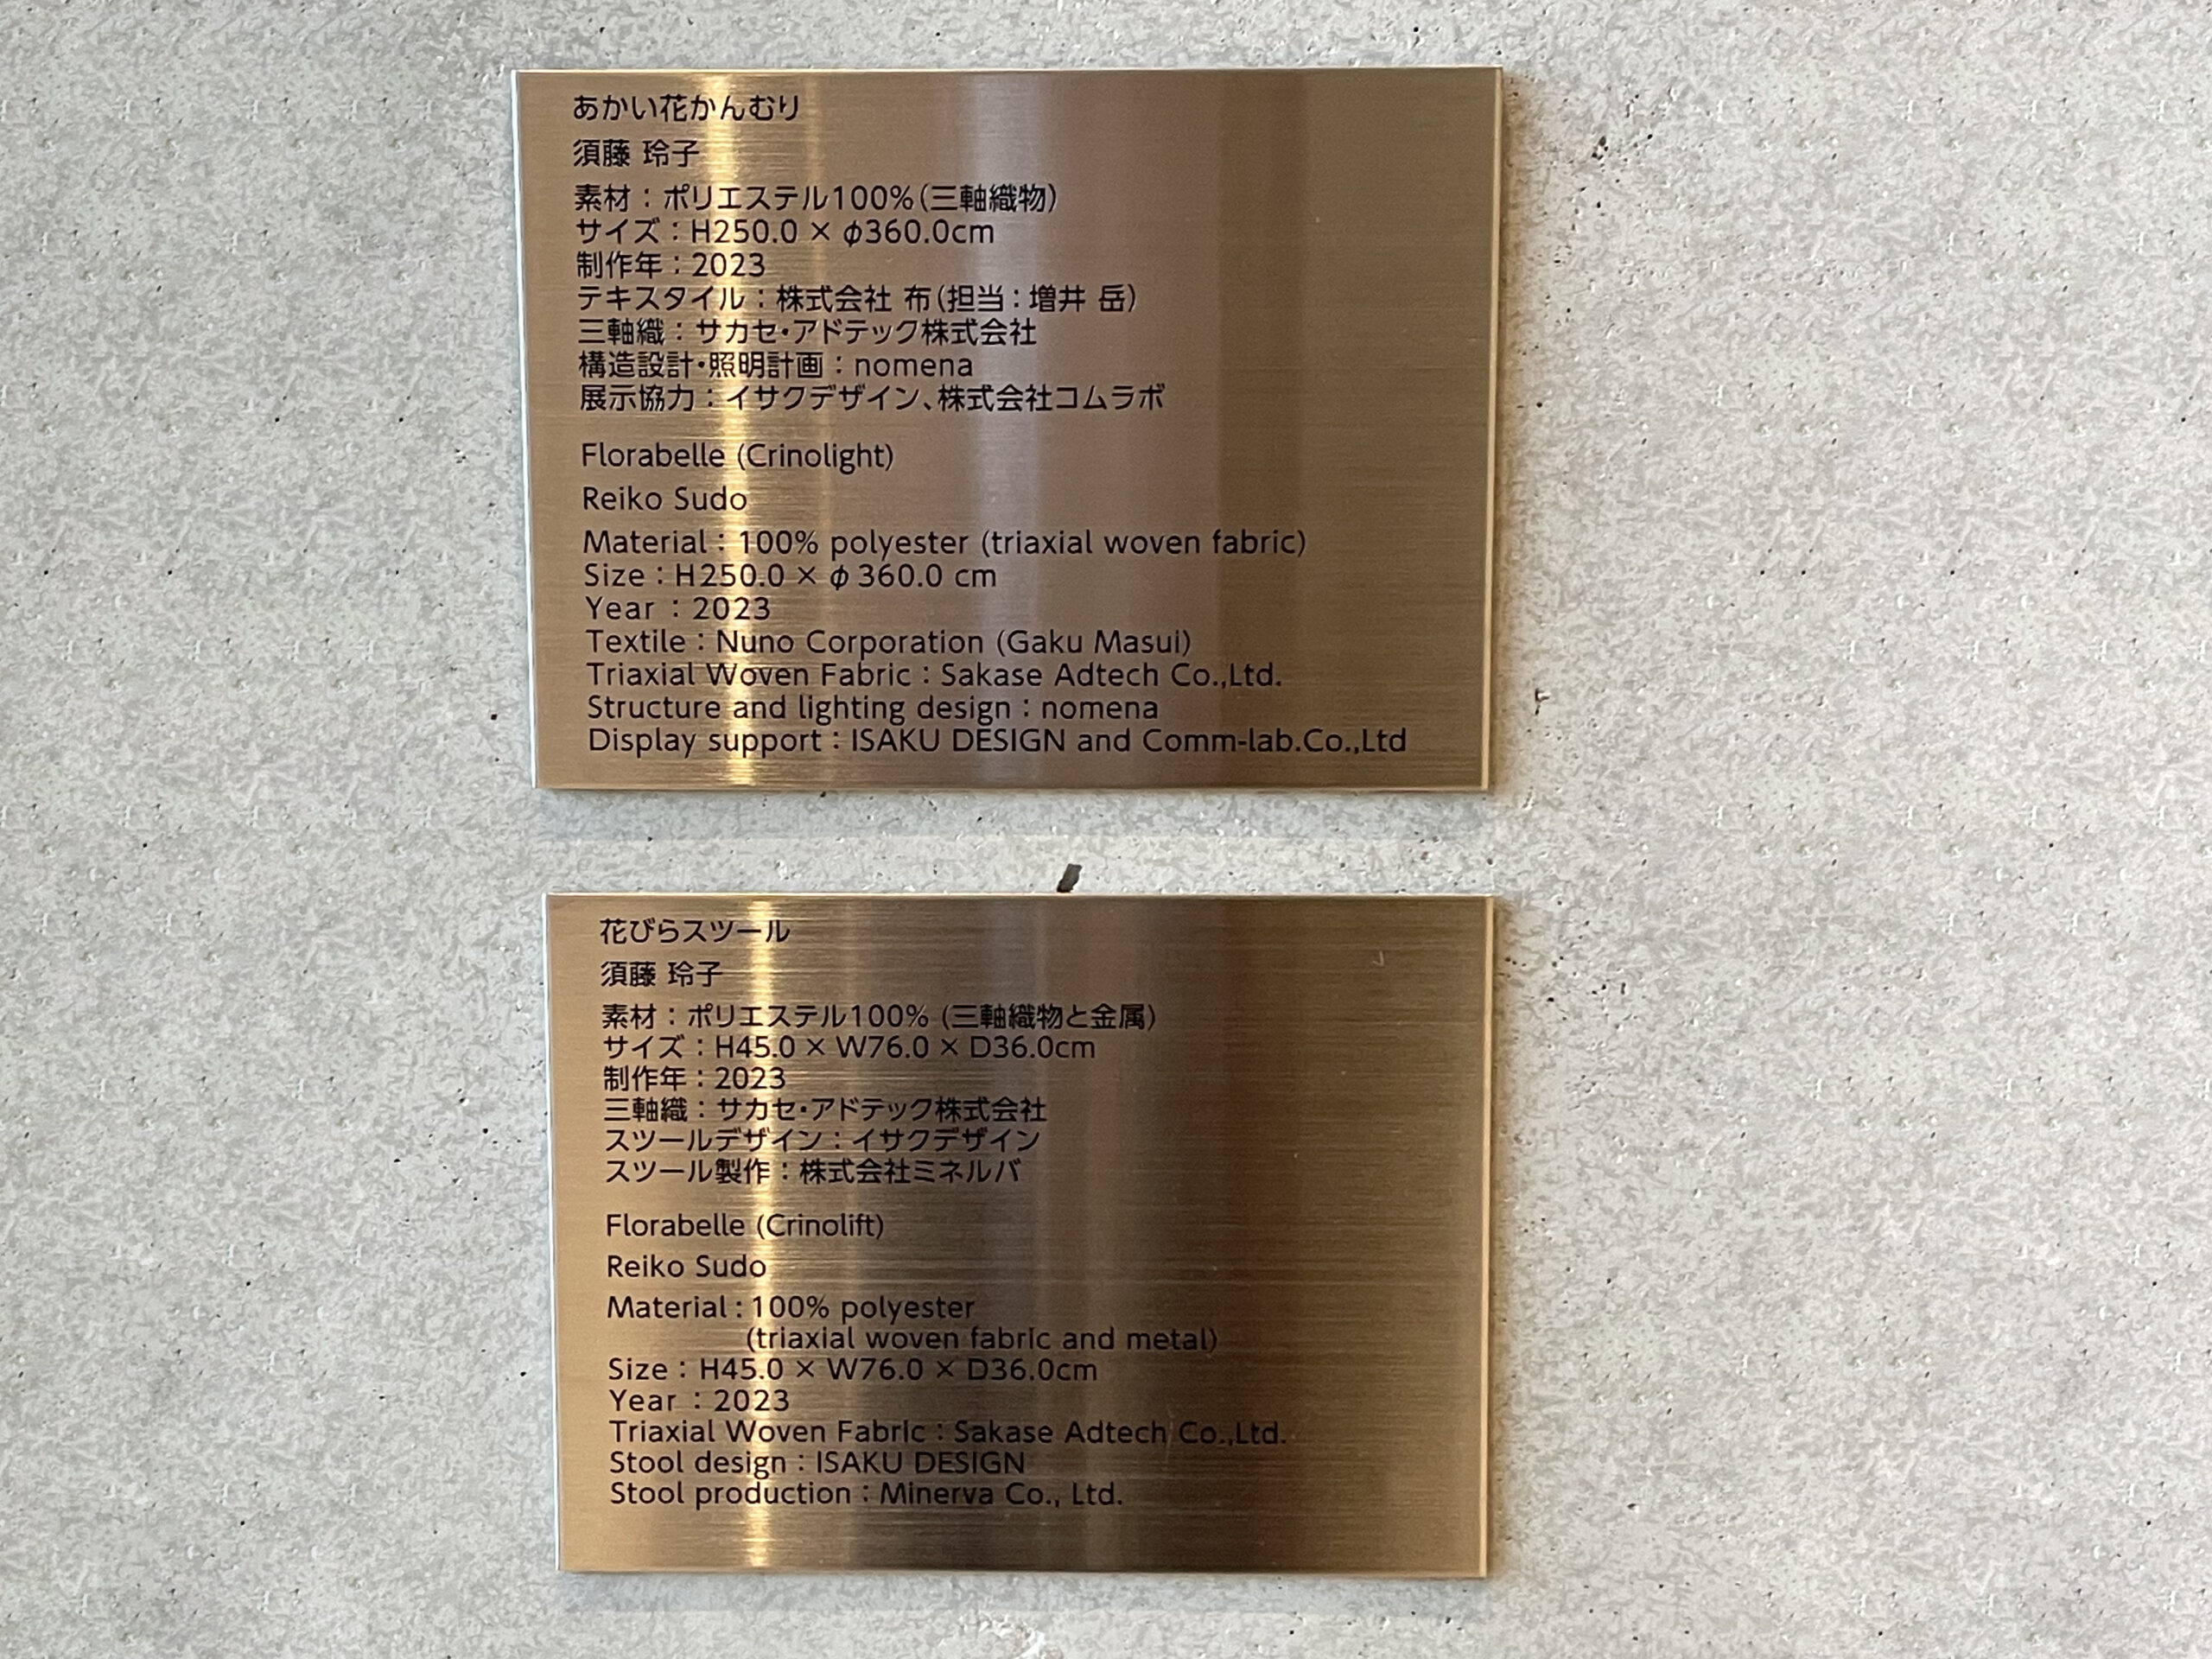 あかい花かんむり
須藤 玲子
素材：ポリエステル100%（三軸織物）
サイズ：H250.0 × φ360.0cm
制作年：2023
テキスタイル：株式会社 布（担当：増井 岳）
三軸織：サカセ・アドテック株式会社
構造設計・照明計画：nomena
展示協力：イサクデザイン、株式会社コムラボ
Florabelle (Crinolight)
Reiko Sudo
Material : 100% polyester (triaxial woven fabric)
Size : H250.0 × φ 360.0 cm
Year : 2023
Textile : Nuno Corporation (Gaku Masui)
Triaxial Woven Fabric : Sakase Adtech Co.,Ltd.
Structure and lighting design : nomena
Display support : ISAKU DESIGN and Comm-lab.Co.,Ltd
花びらスツール
須藤 玲子
素材：ポリエステル100% (三軸織物と金属)
サイズ：H45.0 × W76.0 × D36.0cm
制作年：2023
三軸織：サカセ・アドテック株式会社
スツールデザイン：イサクデザイン
スツール製作：株式会社ミネルバ
Florabelle (Crinolift)
Reiko Sudo
Material : 100% polyester
(triaxial woven fabric and metal)
Size : H45.0 × W76.0 × D36.0cm
Year : 2023
Triaxial Woven Fabric : Sakase Adtech Co.,Ltd.
Stool design : ISAKU DESIGN
Stool production : Minerva Co., Ltd.